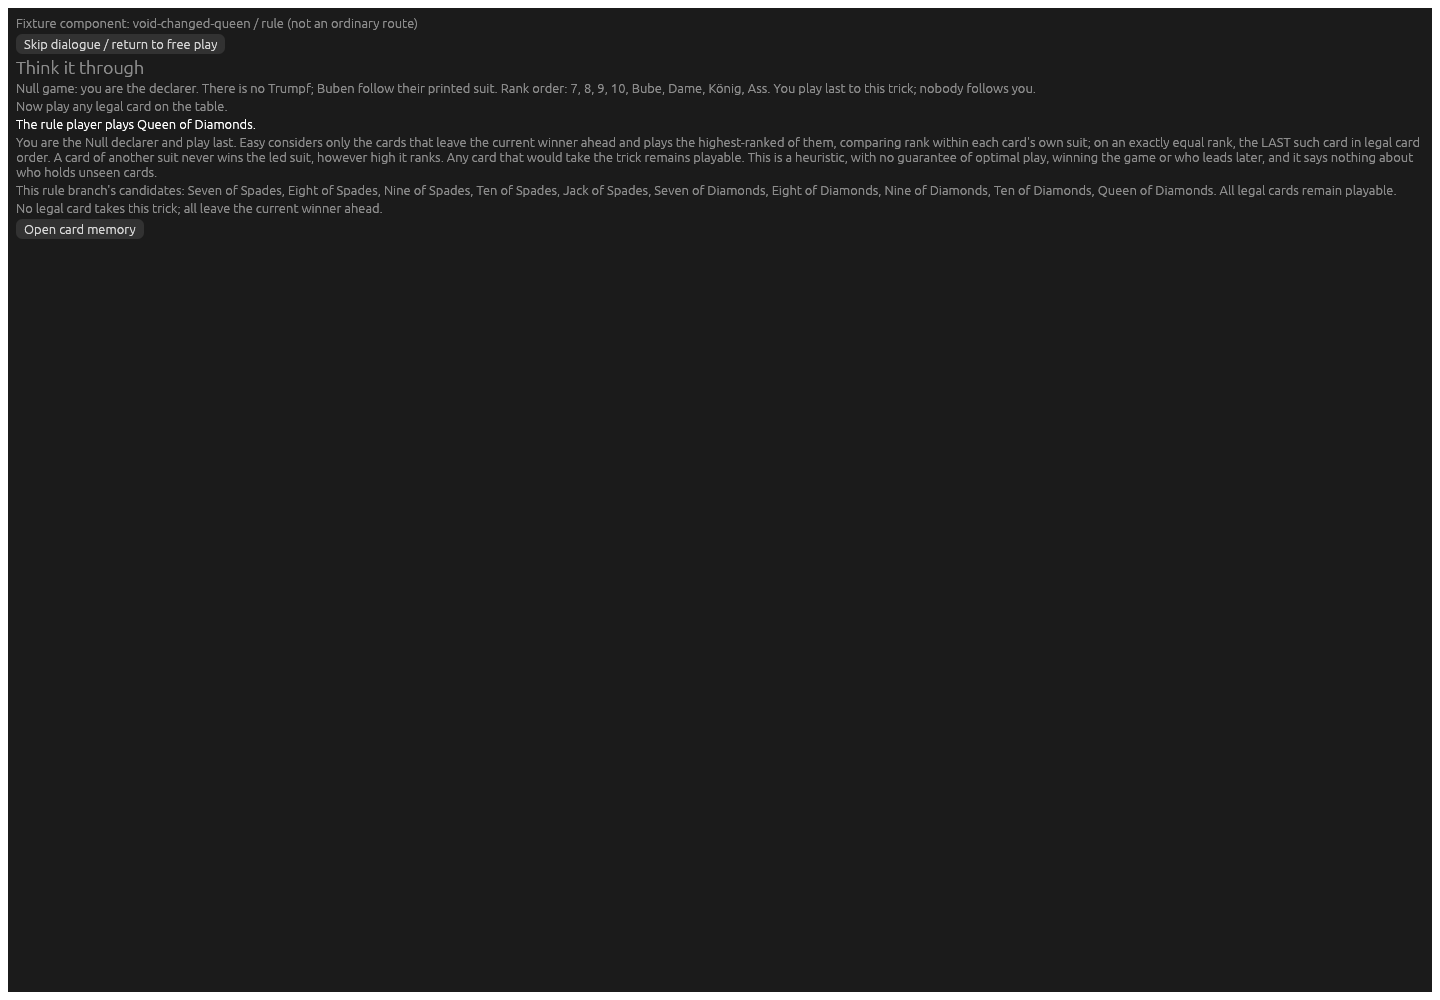 Fixture component: void-changed-queen / rule (not an ordinary route)
Skip dialogue / return to free play
Think it through
Null game: you are the declarer. There is no Trumpf; Buben follow their printed suit. Rank order: 7, 8, 9, 10, Bube, Dame, König, Ass. You play last to this trick; nobody follows you.
Now play any legal card on the table.
The rule player plays Queen of Diamonds.
You are the Null declarer and play last. Easy considers only the cards that leave the current winner ahead and plays the highest-ranked of them, comparing rank within each card's own suit; on an exactly equal rank, the LAST such card in legal card
order. A card of another suit never wins the led suit, however high it ranks. Any card that would take the trick remains playable. This is a heuristic, with no guarantee of optimal play, winning the game or who leads later, and it says nothing about
who holds unseen cards.
This rule branch's candidates: Seven of Spades, Eight of Spades, Nine of Spades, Ten of Spades, Jack of Spades, Seven of Diamonds, Eight of Diamonds, Nine of Diamonds, Ten of Diamonds, Queen of Diamonds. All legal cards remain playable.
No legal card takes this trick; all leave the current winner ahead.
Open card memory